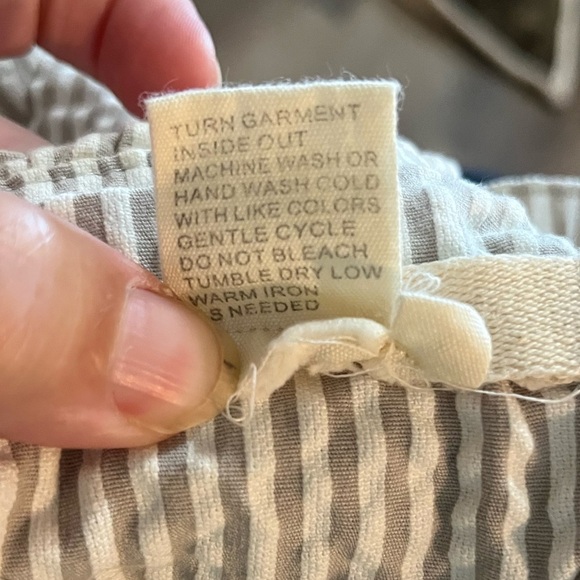 TURN GARMENT
INSIDE OUT
MACHINE WASH OR
HAND WASH COLD
WITH LIKE COLORS
GENTLE CYCLE
DO NOT BLEACH
TUMBLE DRY LOW
WARM IRON
S NEEDED